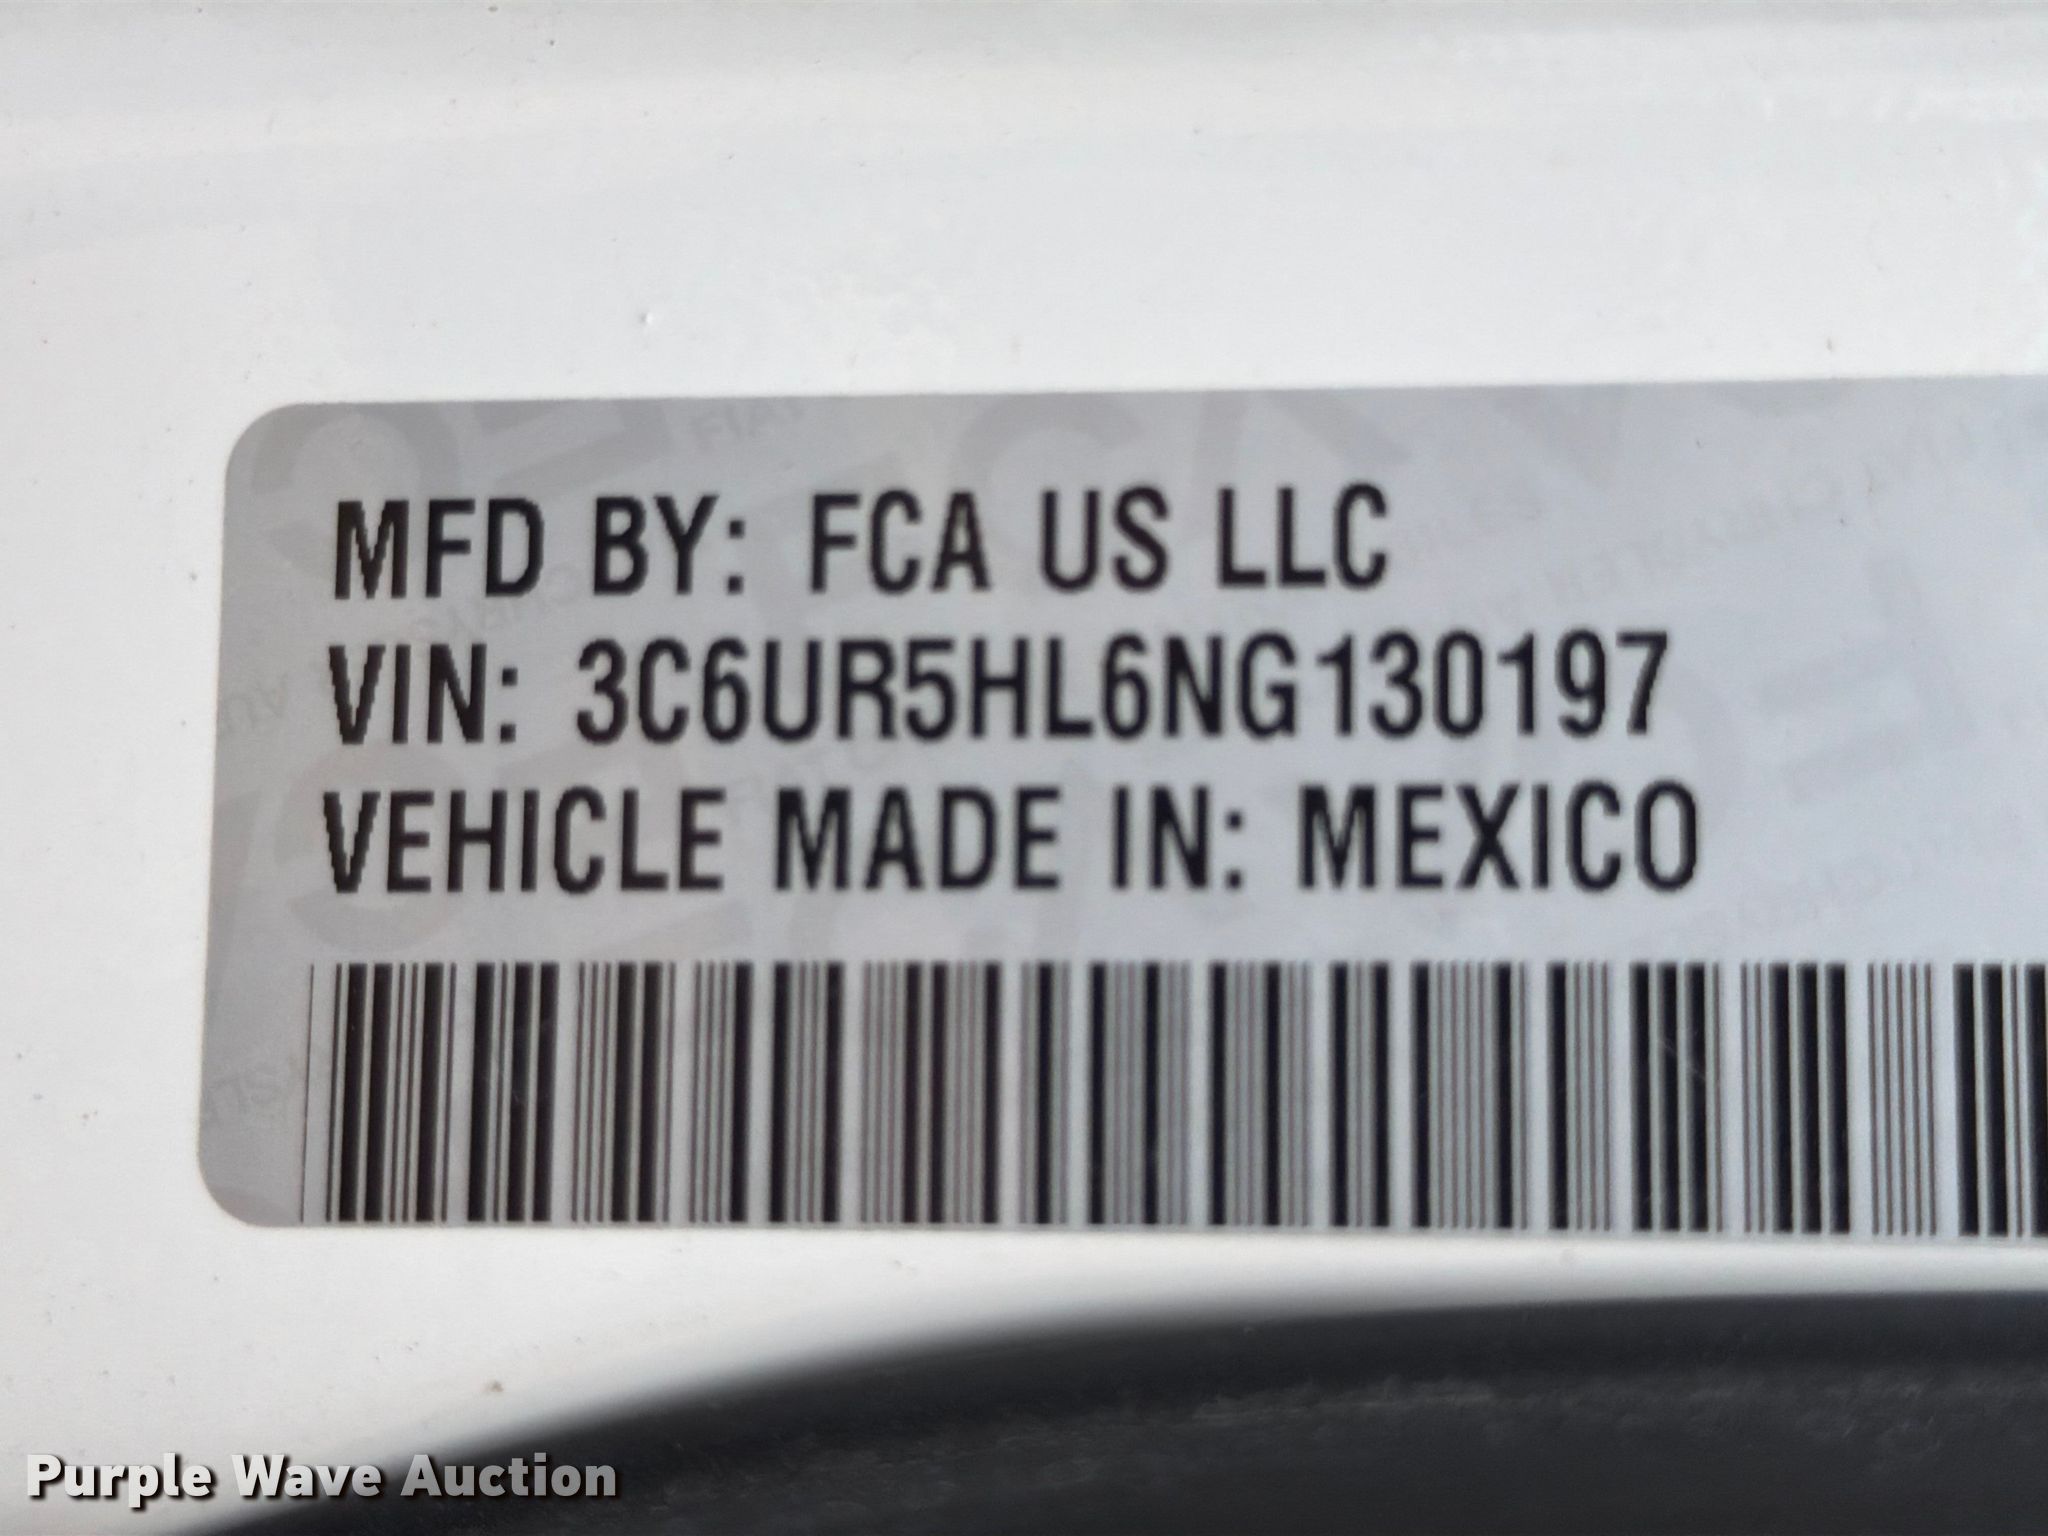 MFD BY: FCA US LLC
VIN: 3C6UR5HL6NG130197
VEHICLE MADE IN: MEXICO
Purple Wave Auction